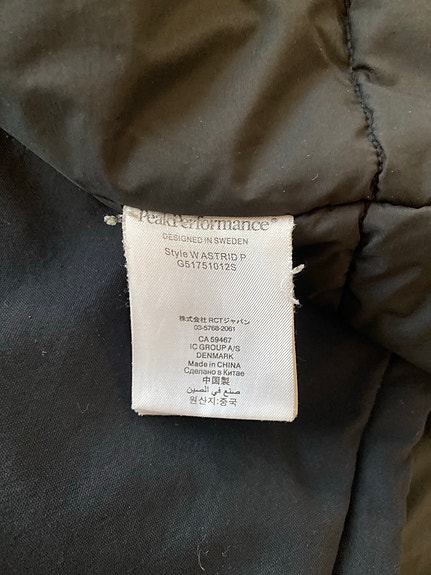 PeakPerformance®
DESIGNED IN SWEDEN
Style W ASTRID P
G51751012S
株式会社 RCTジャパン
03-5768-2061
CA 59467
IC GROUP A/S
DENMARK
Made in CHINA
Сделано в Китае
中国製
صنع في الصين
원산지:중국